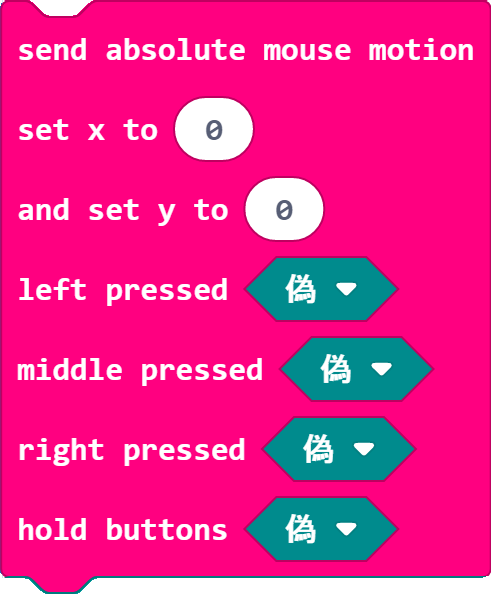 send absolute mouse motion
set x to 0
and set y to 0
left pressed 偽
middle pressed 偽
right pressed 偽
hold buttons 偽